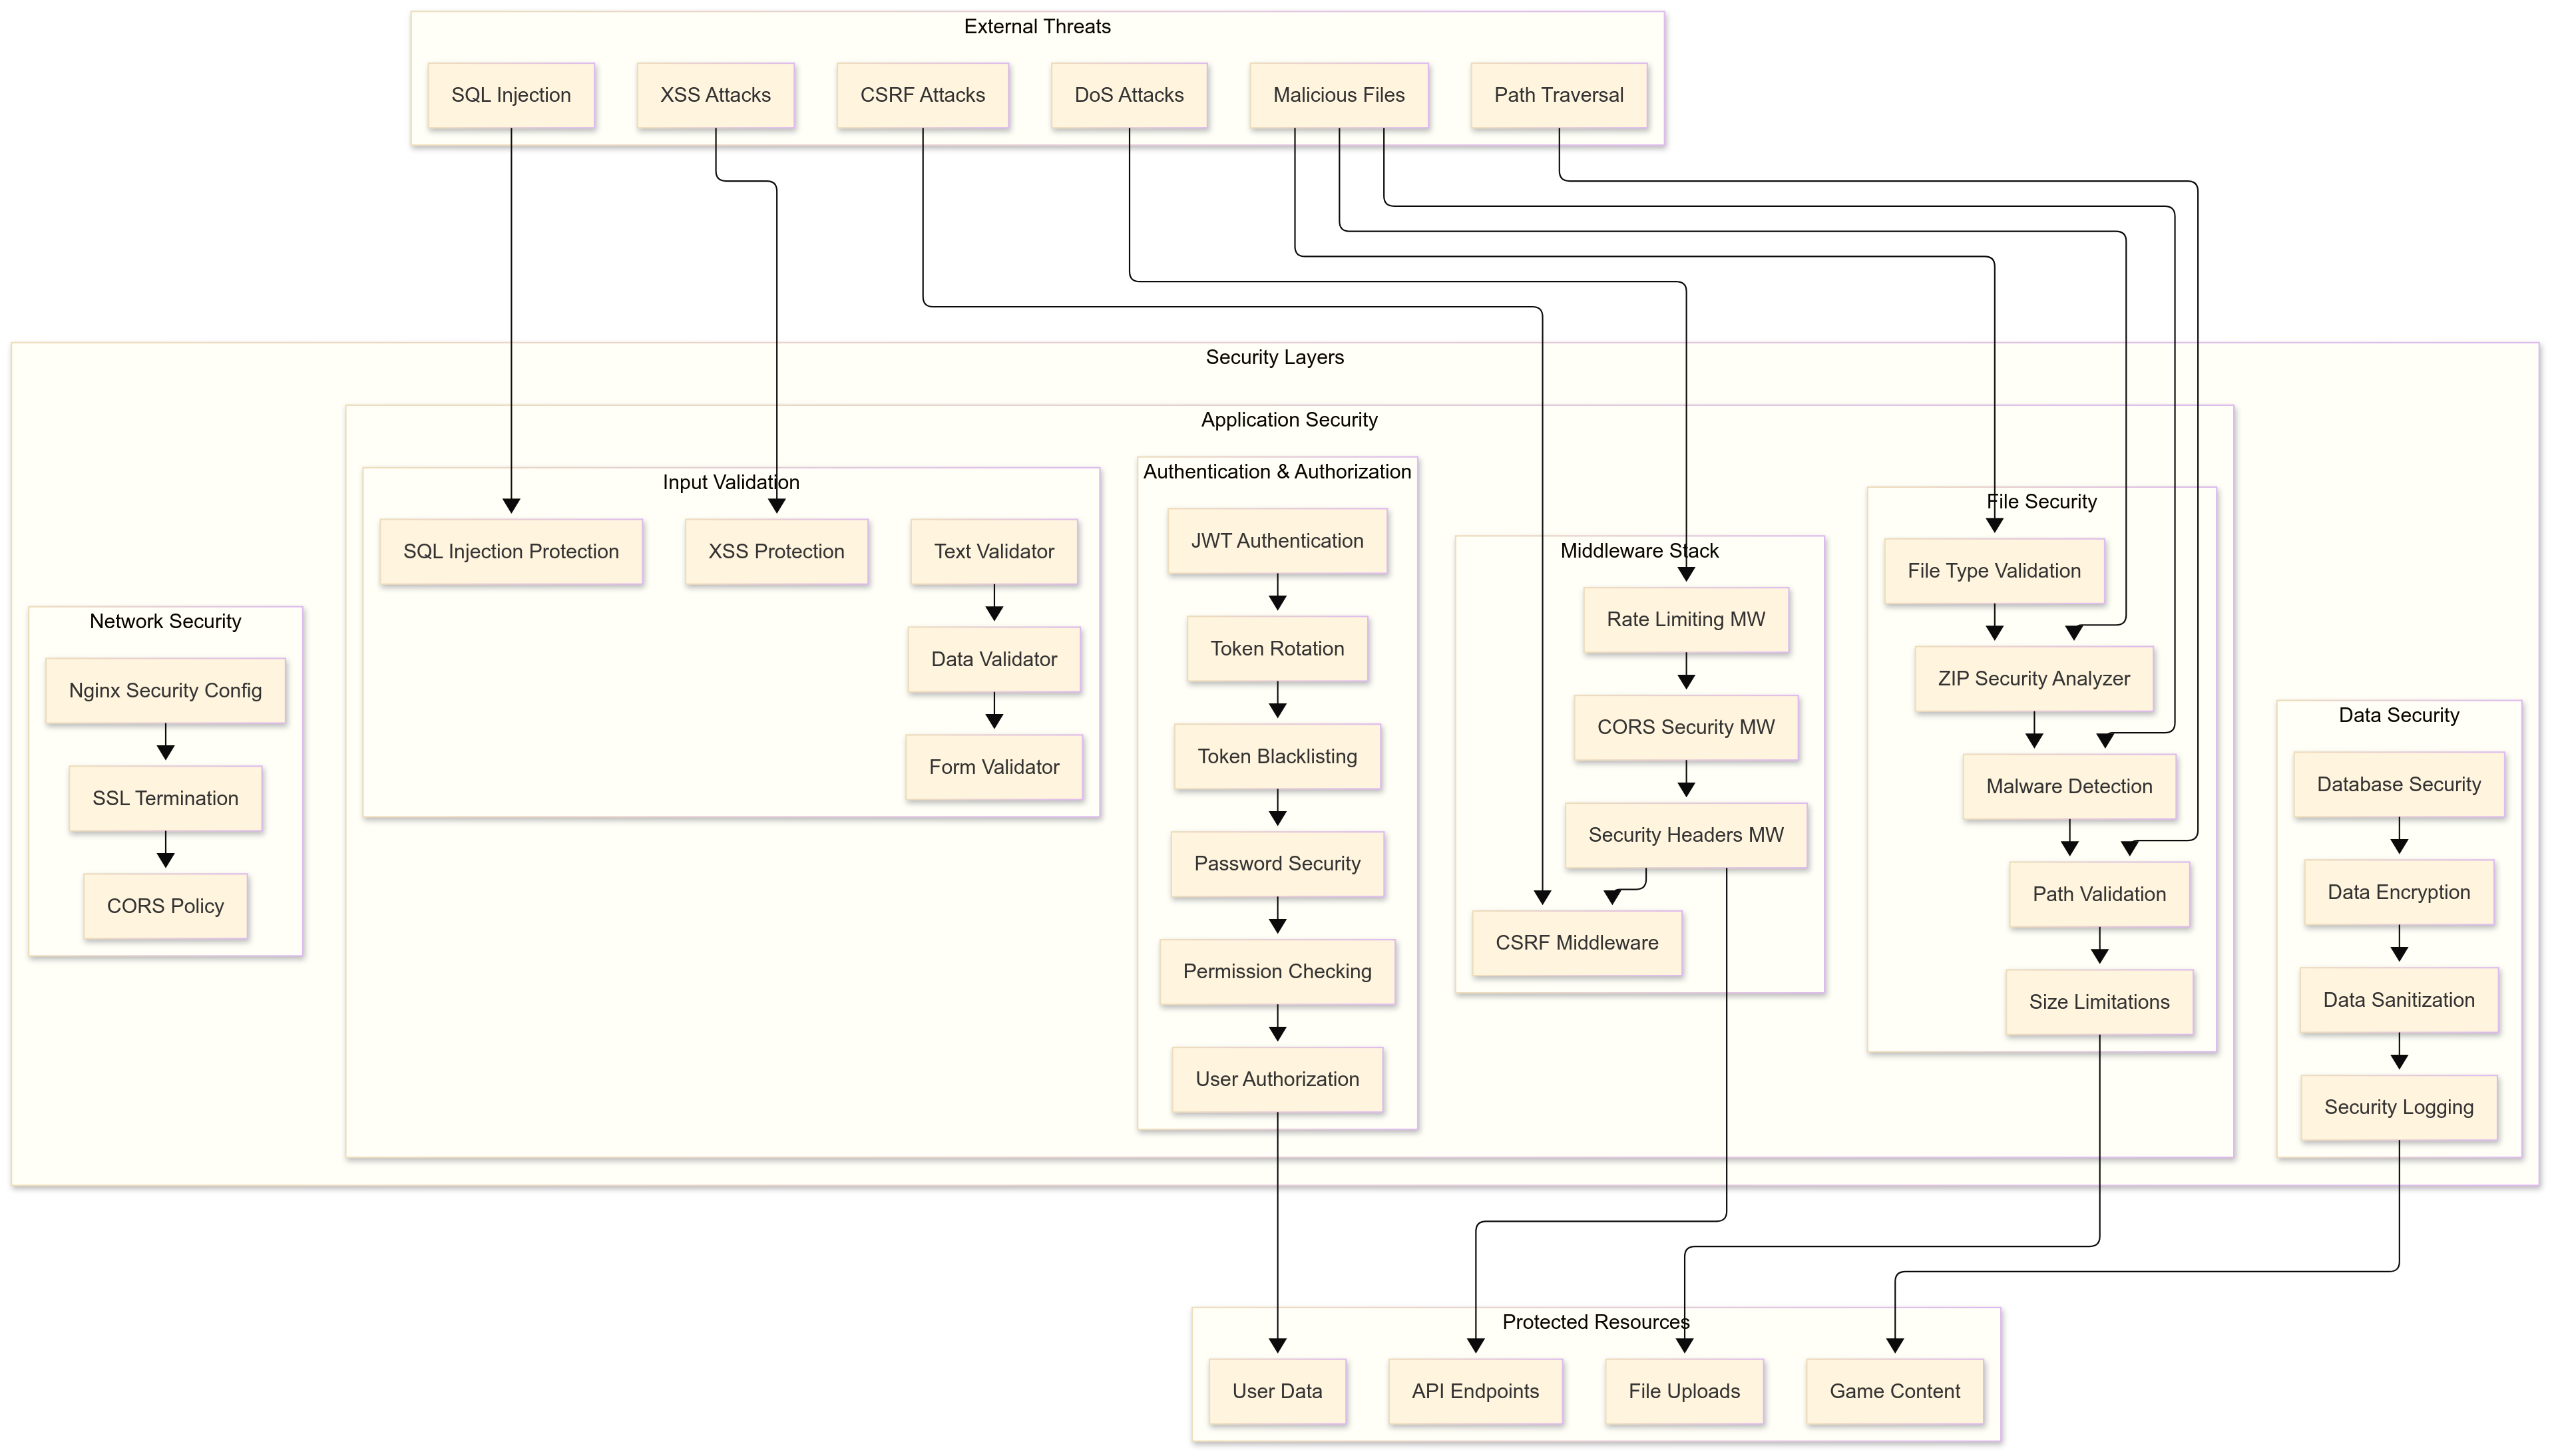 External Threats
SQL Injection
XSS Attacks
CSRF Attacks
DoS Attacks
Malicious Files
Path Traversal
Security Layers
Application Security
Network Security
Nginx Security Config
SSL Termination
CORS Policy
Input Validation
SQL Injection Protection
XSS Protection
Text Validator
Data Validator
Form Validator
Authentication & Authorization
JWT Authentication
Token Rotation
Token Blacklisting
Password Security
Permission Checking
User Authorization
Middleware Stack
Rate Limiting MW
CORS Security MW
Security Headers MW
CSRF Middleware
File Security
File Type Validation
ZIP Security Analyzer
Malware Detection
Path Validation
Size Limitations
Data Security
Database Security
Data Encryption
Data Sanitization
Security Logging
Protected Resources
User Data
API Endpoints
File Uploads
Game Content